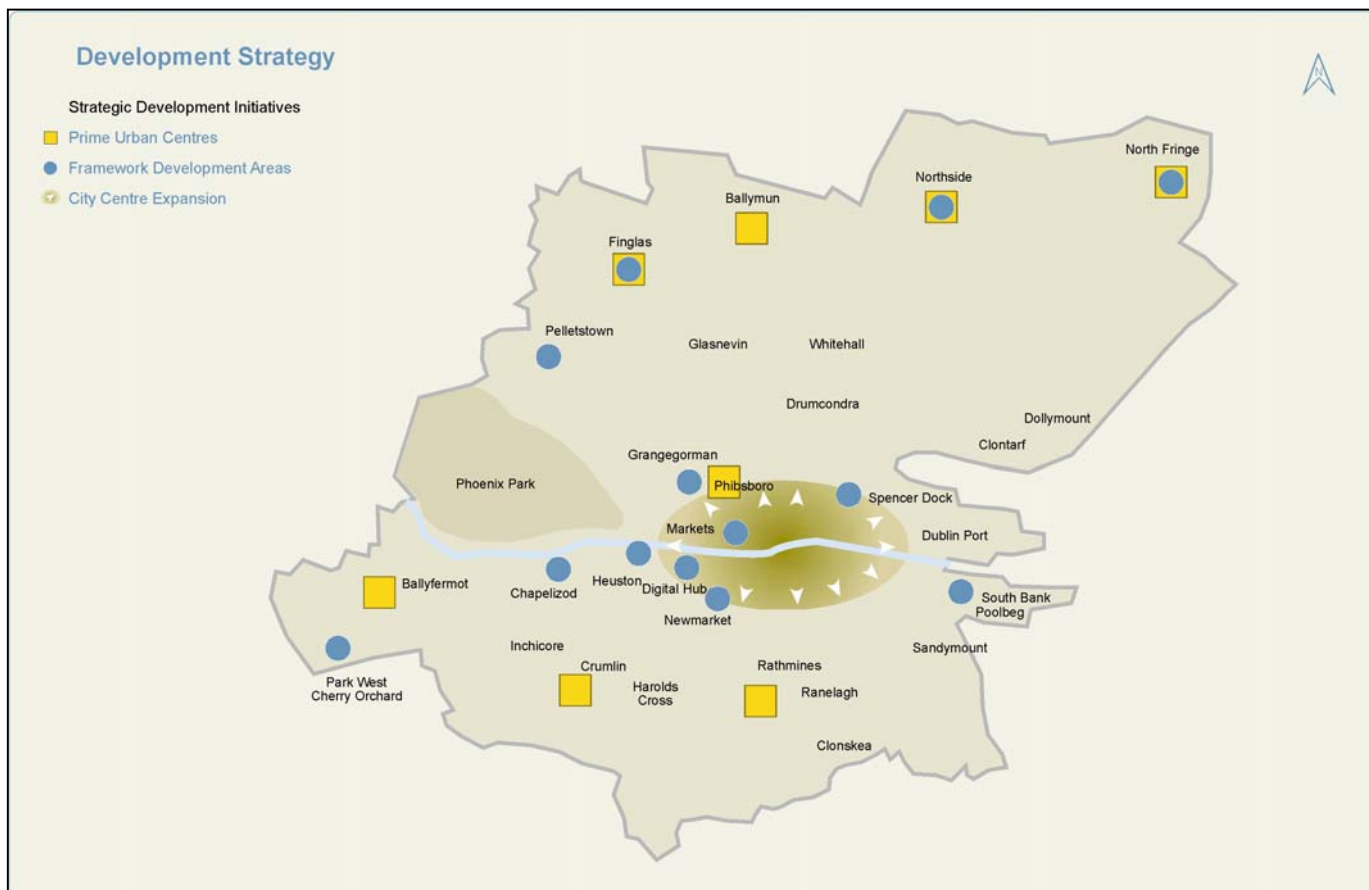 Development Strategy
Strategic Development Initiatives
Prime Urban Centres
Framework Development Areas
City Centre Expansion
N
North Fringe
Northside
Ballymun
Finglas
Pelletstown
Glasnevin
Whitehall
Drumcondra
Dollymount
Clontarf
Grangegorman
Phoenix Park
Phibsboro
Spencer Dock
Markets
Dublin Port
Ballyfermot
Chapelizod
Heuston
Digital Hub
Newmarket
South Bank
Poolbeg
Inchicore
Sandymount
Crumlin
Rathmines
Park West
Cherry Orchard
Harolds
Cross
Ranelagh
Clonskea